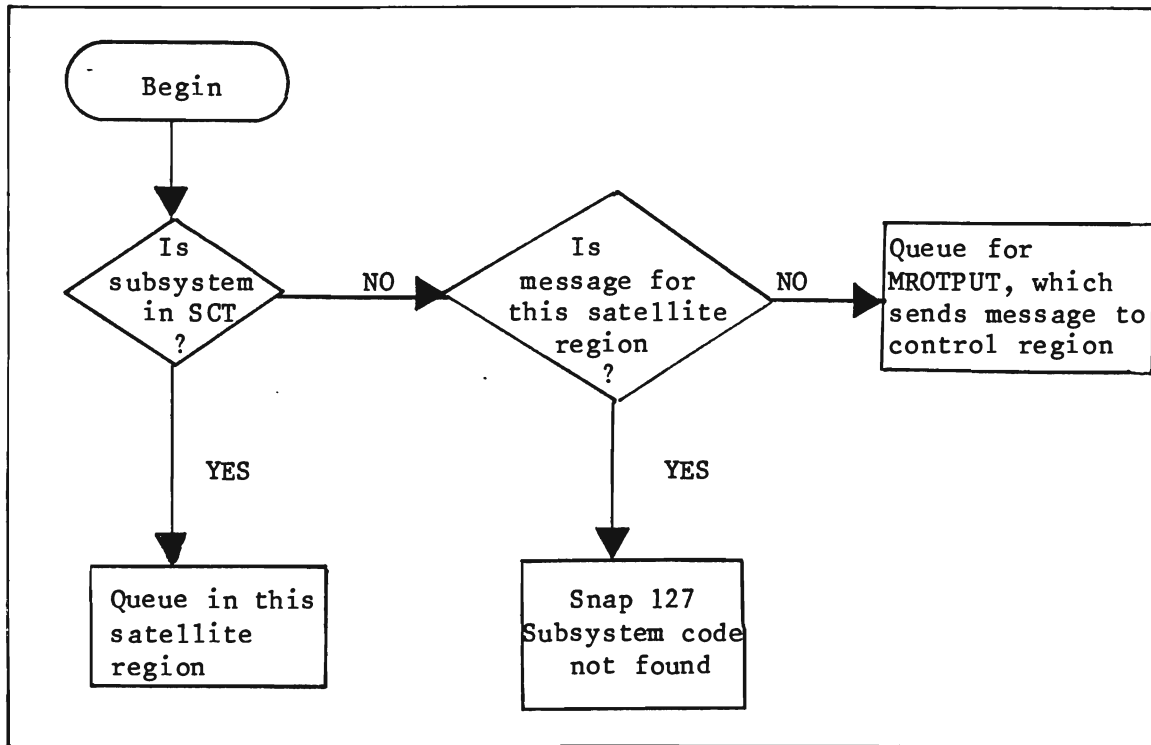 Begin
Is
subsystem
in SCT
?
NO
Is
message for
this satellite
region
?
NO
Queue for
MROTPUT, which
sends message to
control region
YES
YES
Queue in this
satellite
region
Snap 127
Subsystem code
not found